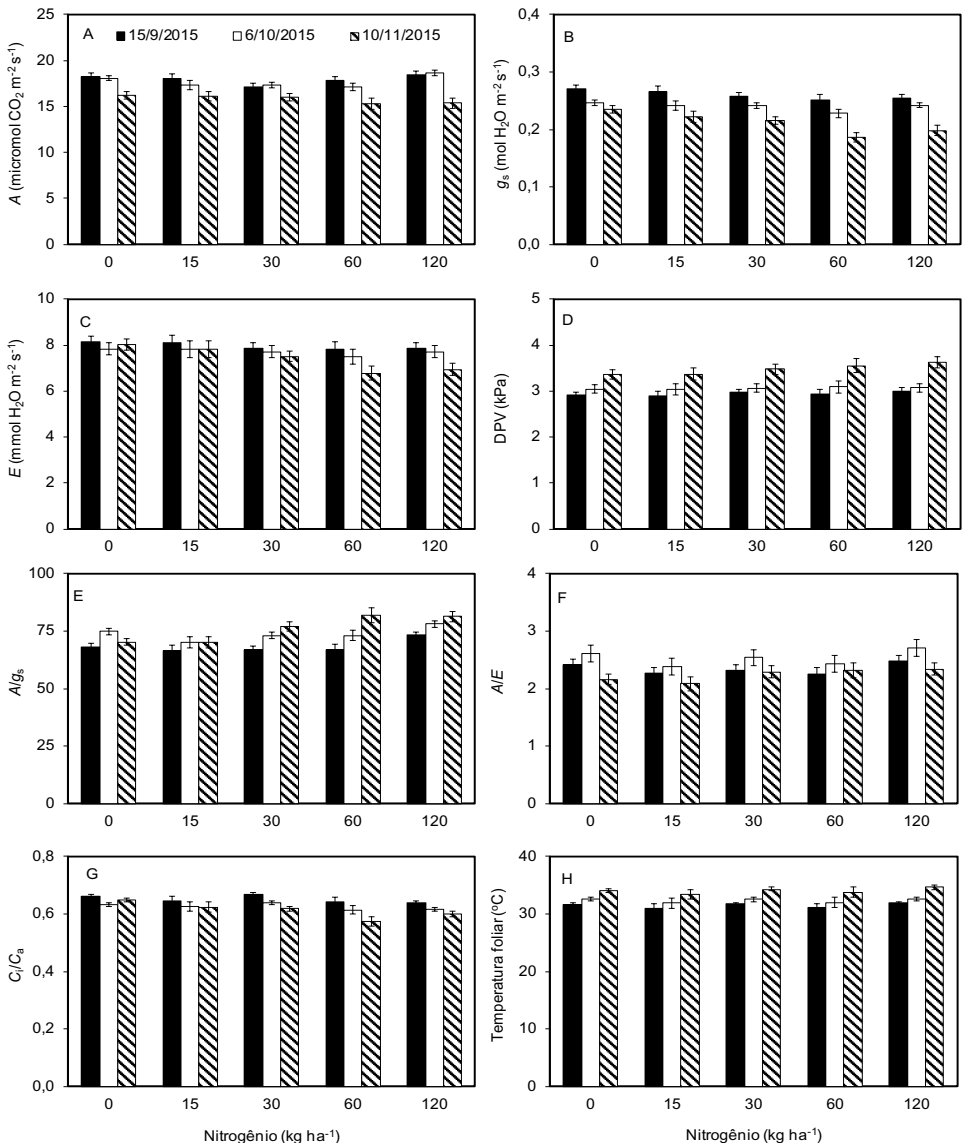 A
15/9/2015
6/10/2015
10/11/2015
A (micromol CO₂ m⁻² s⁻¹)
25
20
15
10
5
0
0 15 30 60 120
B
gₛ (mol H₂O m⁻² s⁻¹)
0,4
0,3
0,2
0,1
0,0
0 15 30 60 120
C
E (mmol H₂O m⁻² s⁻¹)
10
8
6
4
2
0
0 15 30 60 120
D
DPV (kPa)
5
4
3
2
1
0
0 15 30 60 120
E
A/gₛ
100
75
50
25
0
0 15 30 60 120
F
A/E
4
3
2
1
0
0 15 30 60 120
G
Cᵢ/Cₐ
0,8
0,6
0,4
0,2
0,0
0 15 30 60 120
Nitrogênio (kg ha⁻¹)
H
Temperatura foliar (°C)
40
30
20
10
0
0 15 30 60 120
Nitrogênio (kg ha⁻¹)